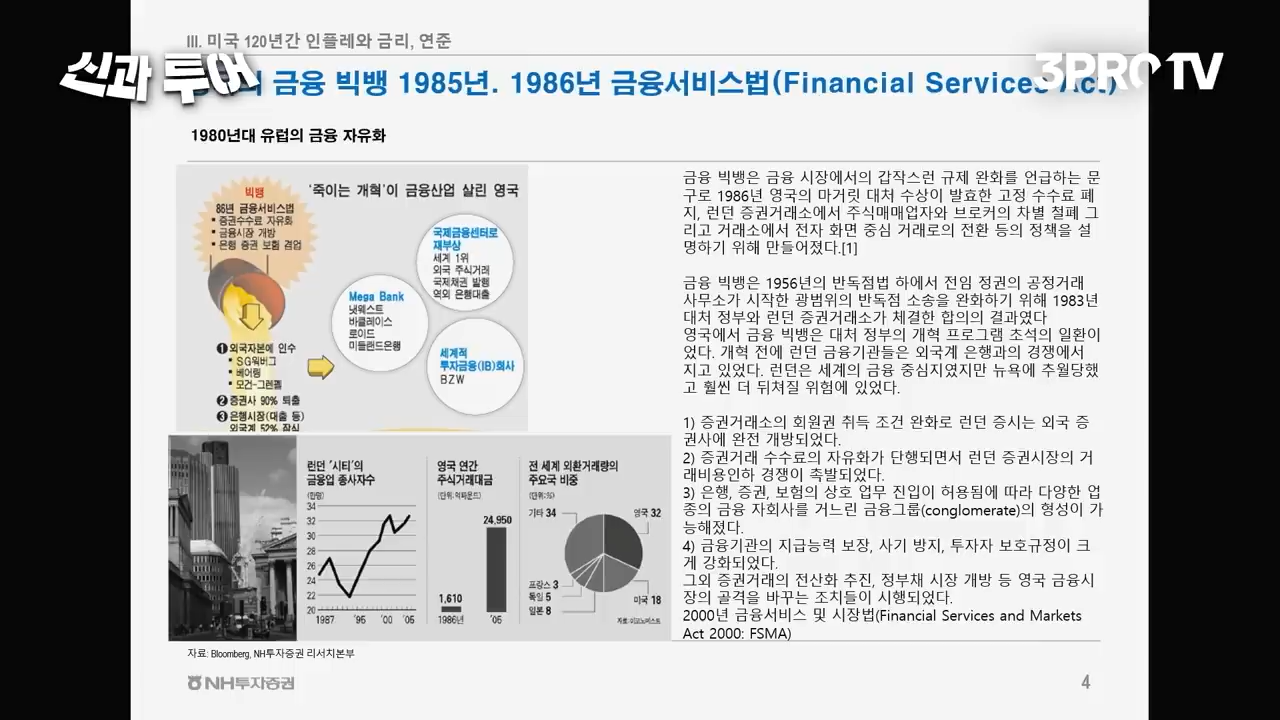 III. 미국 120년간 인플레와 금리, 연준
신과 투어
3PROTV
금융 빅뱅 1985년. 1986년 금융서비스법(Financial Services Act)
1980년대 유럽의 금융 자유화
빅뱅
86년 금융서비스법
▪ 증권수수료 자유화
▪ 금융시장 개방
▪ 은행 증권 보험 겸업
'죽이는 개혁'이 금융산업 살린 영국
국제금융센터로
재부상
세계 1위
외국 주식거래
국제채권 발행
역외 은행대출
Mega Bank
냇웨스트
바클레이스
로이드
미들랜드은행
세계적
투자금융(IB)회사
BZW
❶외국자본에 인수
▪ S.G워버그
▪ 베어링
▪ 모건-그렌펠
❷증권사 90% 퇴출
❸은행시장(대출 등)
외국계 52% 잠식
런던 '시티'의
금융업 종사자수
(만명)
34
32
30
28
26
24
22
20
1987 '95 '00 '05
영국 연간
주식거래대금
(단위:억파운드)
24,950
1,610
1986년 '05
전 세계 외환거래량의
주요국 비중
(단위:%)
기타 34
영국 32
프랑스 3
독일 5
일본 8
미국 18
자료:이코노미스트
금융 빅뱅은 금융 시장에서의 갑작스런 규제 완화를 언급하는 문
구로 1986년 영국의 마거릿 대처 수상이 발효한 고정 수수료 폐
지, 런던 증권거래소에서 주식매매업자와 브로커의 차별 철폐 그
리고 거래소에서 전자 화면 중심 거래로의 전환 등의 정책을 설
명하기 위해 만들어졌다.[1]
금융 빅뱅은 1956년의 반독점법 하에서 전임 정권의 공정거래
사무소가 시작한 광범위의 반독점 소송을 완화하기 위해 1983년
대처 정부와 런던 증권거래소가 체결한 합의의 결과였다
영국에서 금융 빅뱅은 대처 정부의 개혁 프로그램 초석의 일환이
었다. 개혁 전에 런던 금융기관들은 외국계 은행과의 경쟁에서
지고 있었다. 런던은 세계의 금융 중심지였지만 뉴욕에 추월당했
고 훨씬 더 뒤쳐질 위험에 있었다.
1) 증권거래소의 회원권 취득 조건 완화로 런던 증시는 외국 증
권사에 완전 개방되었다.
2) 증권거래 수수료의 자유화가 단행되면서 런던 증권시장의 거
래비용인하 경쟁이 촉발되었다.
3) 은행, 증권, 보험의 상호 업무 진입이 허용됨에 따라 다양한 업
종의 금융 자회사를 거느린 금융그룹(conglomerate)의 형성이 가
능해졌다.
4) 금융기관의 지급능력 보장, 사기 방지, 투자자 보호규정이 크
게 강화되었다.
그외 증권거래의 전산화 추진, 정부채 시장 개방 등 영국 금융시
장의 골격을 바꾸는 조치들이 시행되었다.
2000년 금융서비스 및 시장법(Financial Services and Markets
Act 2000: FSMA)
자료: Bloomberg, NH투자증권 리서치본부
NH투자증권
4